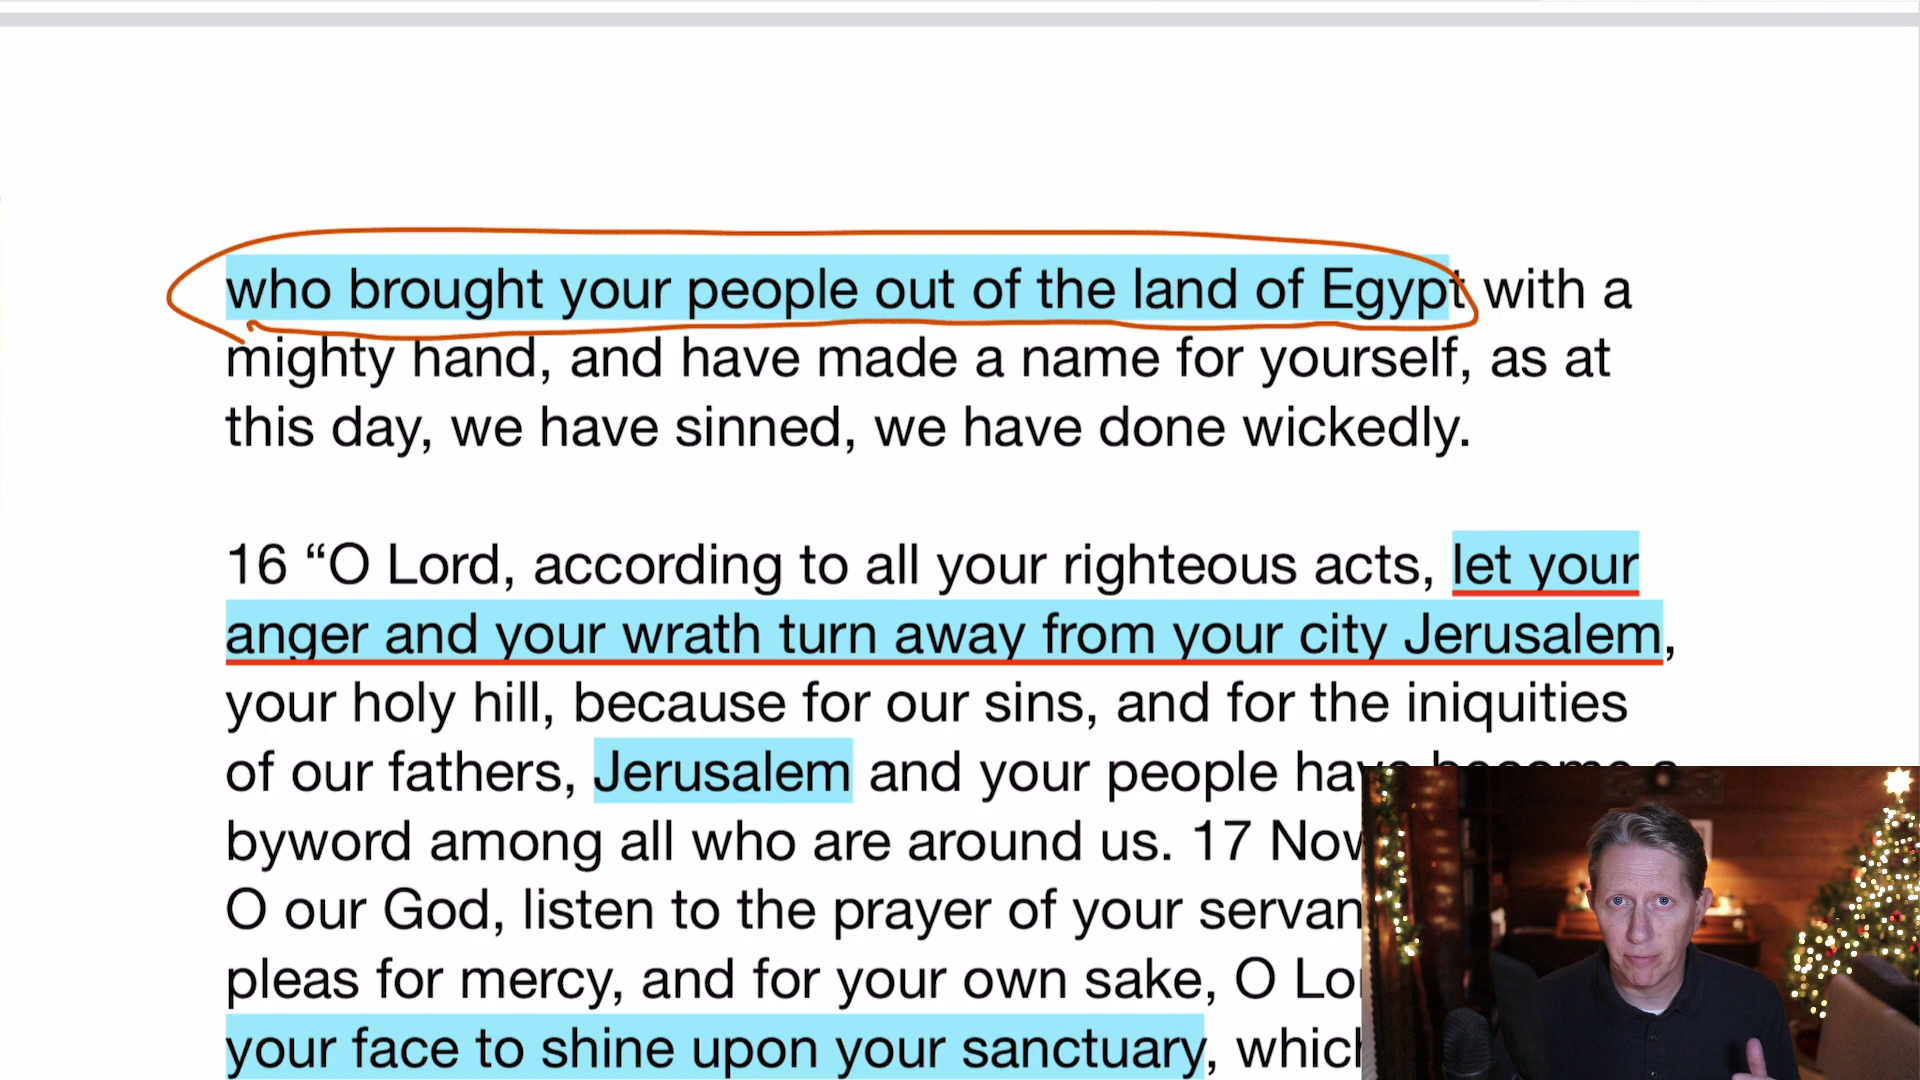 who brought your people out of the land of Egypt with a
mighty hand, and have made a name for yourself, as at
this day, we have sinned, we have done wickedly.
16 “O Lord, according to all your righteous acts, let your
anger and your wrath turn away from your city Jerusalem,
your holy hill, because for our sins, and for the iniquities
of our fathers, Jerusalem and your people have become a
byword among all who are around us. 17 Now
O our God, listen to the prayer of your servan
pleas for mercy, and for your own sake, O Lo
your face to shine upon your sanctuary, which